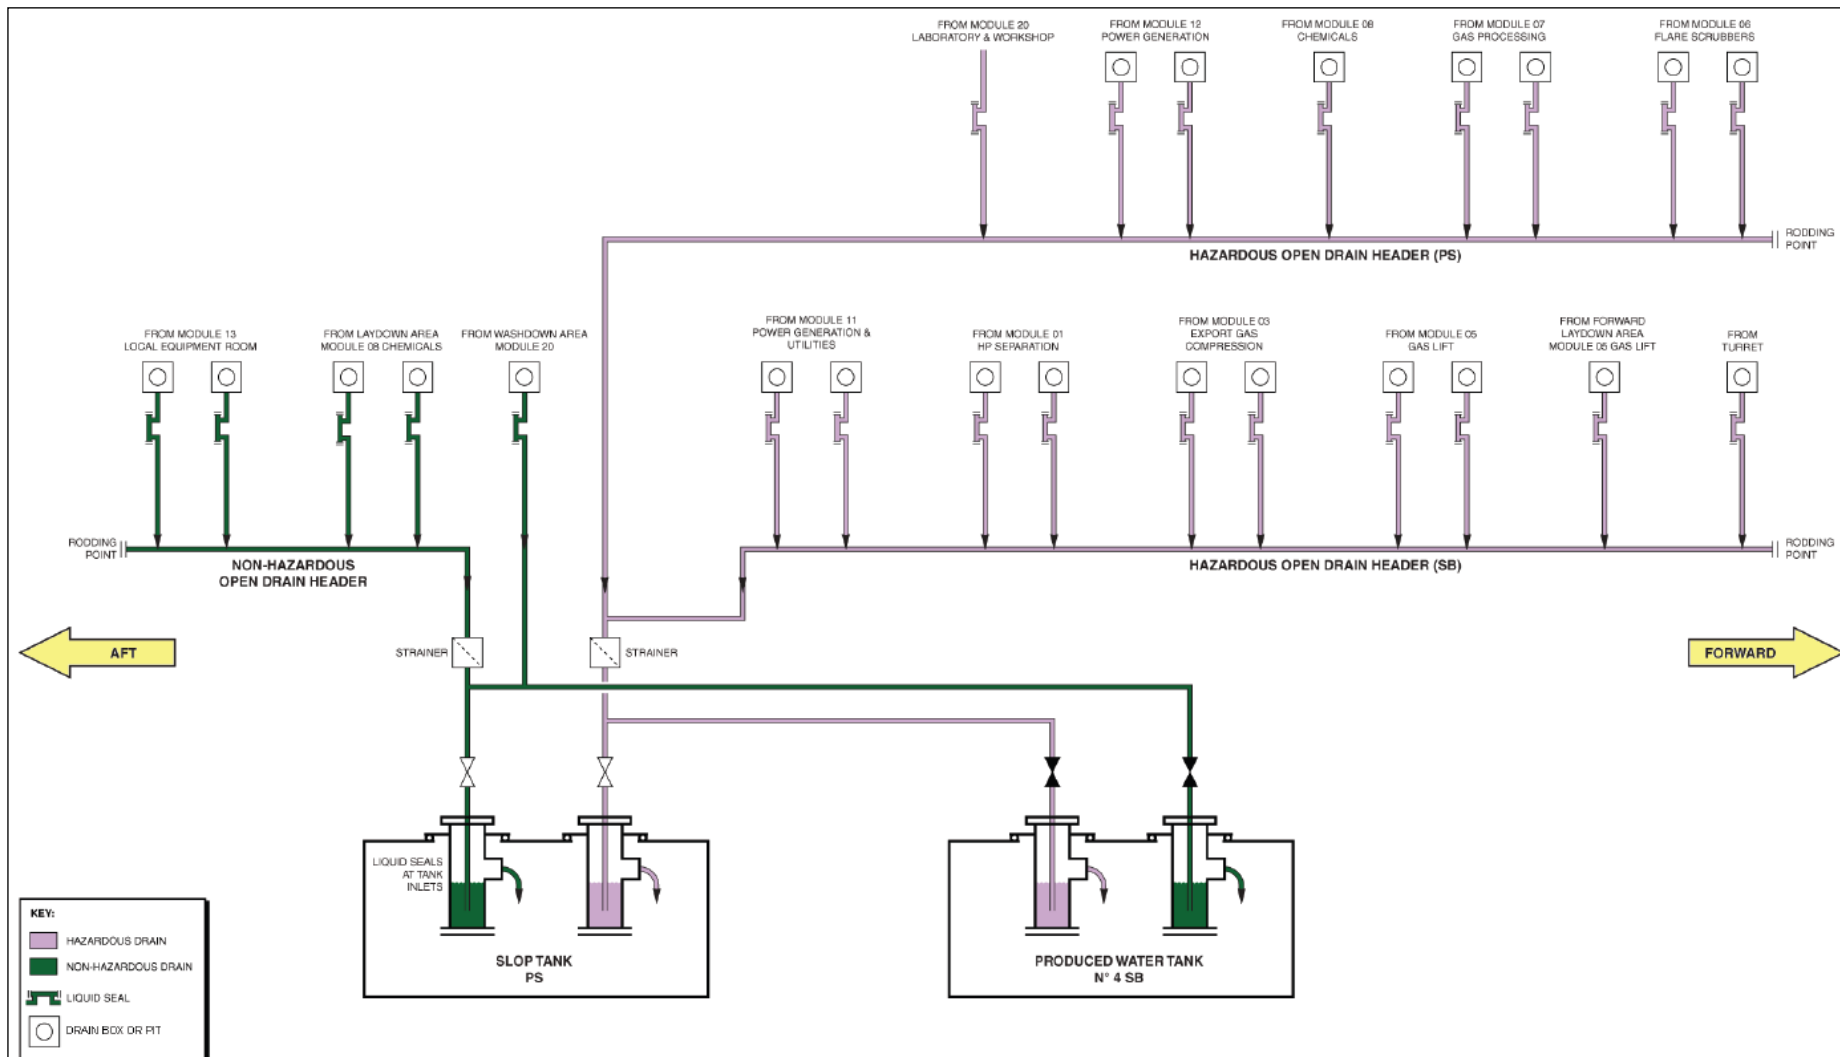 FROM MODULE 20
LABORATORY & WORKSHOP
FROM MODULE 12
POWER GENERATION
FROM MODULE 08
CHEMICALS
FROM MODULE 07
GAS PROCESSING
FROM MODULE 06
FLARE SCRUBBERS
RODDING
POINT
HAZARDOUS OPEN DRAIN HEADER (PS)
FROM MODULE 13
LOCAL EQUIPMENT ROOM
FROM LAYDOWN AREA
MODULE 08 CHEMICALS
FROM WASHDOWN AREA
MODULE 20
FROM MODULE 11
POWER GENERATION &
UTILITIES
FROM MODULE 01
HP SEPARATION
FROM MODULE 03
EXPORT GAS
COMPRESSION
FROM MODULE 05
GAS LIFT
FROM FORWARD
LAYDOWN AREA
MODULE 05 GAS LIFT
FROM
TURRET
RODDING
POINT
NON-HAZARDOUS
OPEN DRAIN HEADER
HAZARDOUS OPEN DRAIN HEADER (SB)
RODDING
POINT
AFT
STRAINER
STRAINER
FORWARD
LIQUID SEALS
AT TANK
INLETS
SLOP TANK
PS
PRODUCED WATER TANK
N° 4 SB
KEY:
HAZARDOUS DRAIN
NON-HAZARDOUS DRAIN
LIQUID SEAL
DRAIN BOX OR PIT